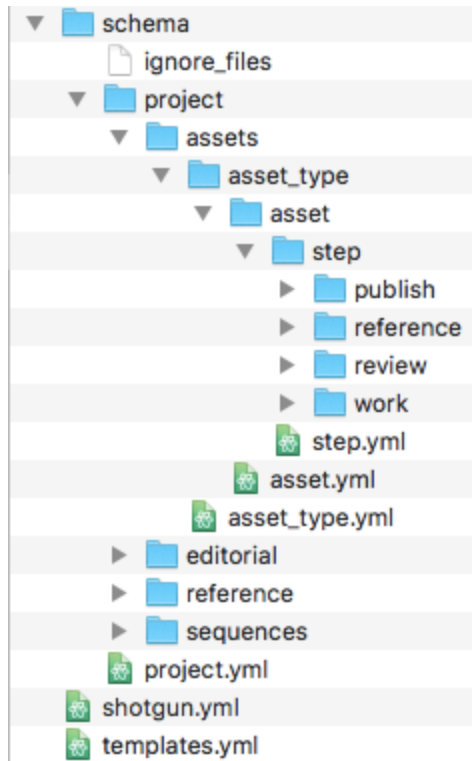 schema
ignore_files
project
assets
asset_type
asset
step
publish
reference
review
work
step.yml
asset.yml
asset_type.yml
editorial
reference
sequences
project.yml
shotgun.yml
templates.yml